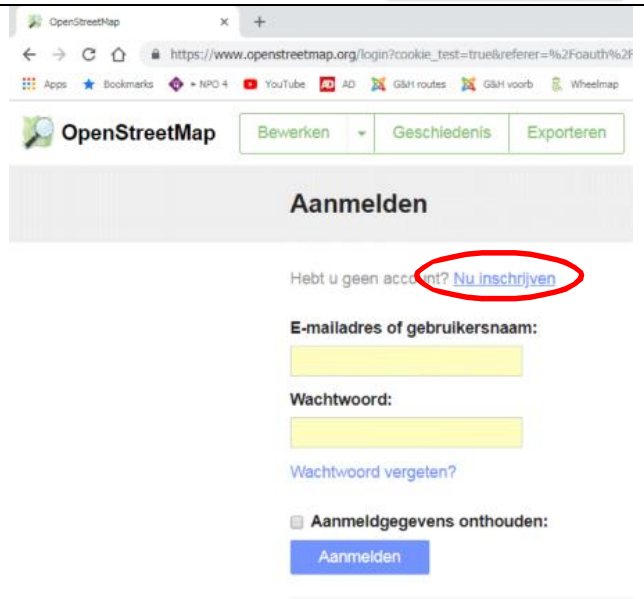 OpenStreetMap × +
https://www.openstreetmap.org/login?cookie_test=true&referer=%2Foauth%2F
Apps Bookmarks » NPO 4 YouTube AD AD G&H routes G&H voorb Wheelmap
OpenStreetMap Bewerken Geschiedenis Exporteren
Aanmelden
Hebt u geen account? Nu inschrijven
E-mailadres of gebruikersnaam:
Wachtwoord:
Wachtwoord vergeten?
Aanmeldgegevens onthouden:
Aanmelden